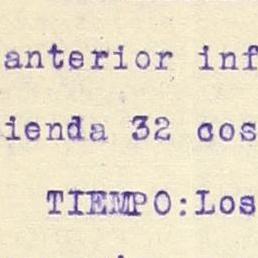 anterior inf
ienda 32 cos
TIEMPO:Los